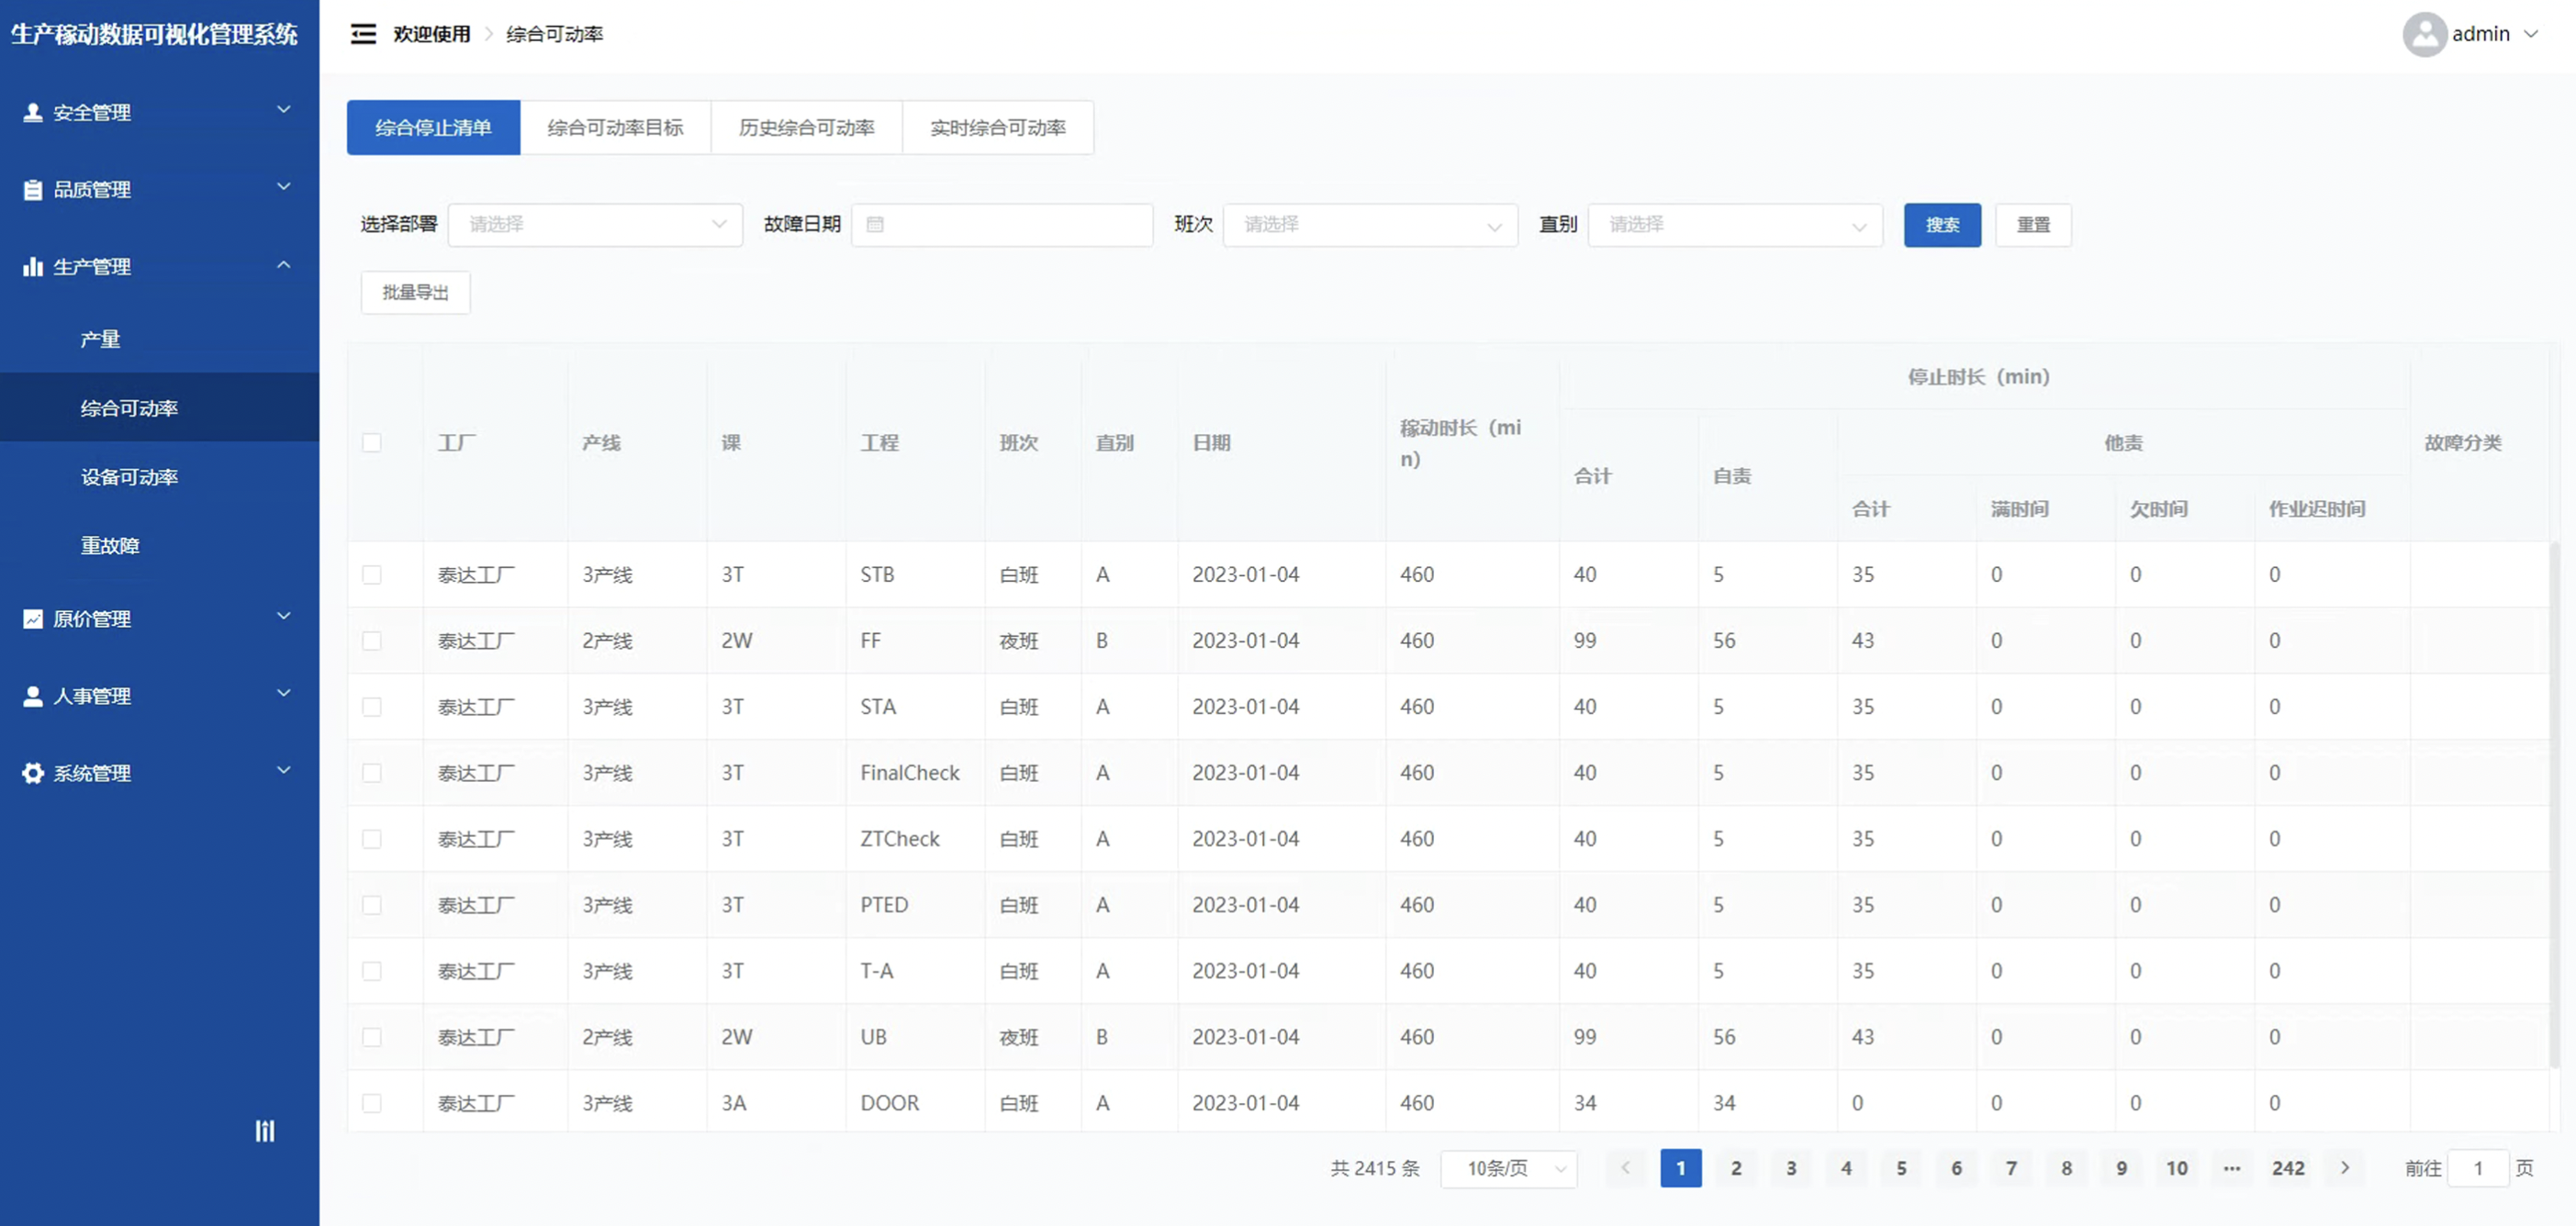 生产稼动数据可视化管理系统
欢迎使用 > 综合可动率
admin
安全管理
品质管理
生产管理
产量
综合可动率
设备可动率
重故障
原价管理
人事管理
系统管理
综合停止清单 综合可动率目标 历史综合可动率 实时综合可动率
选择部署 请选择 故障日期 班次 请选择 直别 请选择 搜索 重置
批量导出
停止时长（min）
工厂 产线 课 工程 班次 直别 日期 稼动时长（mi
n） 合计 自责 他责 故障分类
合计 满时间 欠时间 作业迟时间
泰达工厂 3产线 3T STB 白班 A 2023-01-04 460 40 5 35 0 0 0
泰达工厂 2产线 2W FF 夜班 B 2023-01-04 460 99 56 43 0 0 0
泰达工厂 3产线 3T STA 白班 A 2023-01-04 460 40 5 35 0 0 0
泰达工厂 3产线 3T FinalCheck 白班 A 2023-01-04 460 40 5 35 0 0 0
泰达工厂 3产线 3T ZTCheck 白班 A 2023-01-04 460 40 5 35 0 0 0
泰达工厂 3产线 3T PTED 白班 A 2023-01-04 460 40 5 35 0 0 0
泰达工厂 3产线 3T T-A 白班 A 2023-01-04 460 40 5 35 0 0 0
泰达工厂 2产线 2W UB 夜班 B 2023-01-04 460 99 56 43 0 0 0
泰达工厂 3产线 3A DOOR 白班 A 2023-01-04 460 34 34 0 0 0 0
共 2415 条 10条/页 < 1 2 3 4 5 6 7 8 9 10 ··· 242 > 前往 1 页